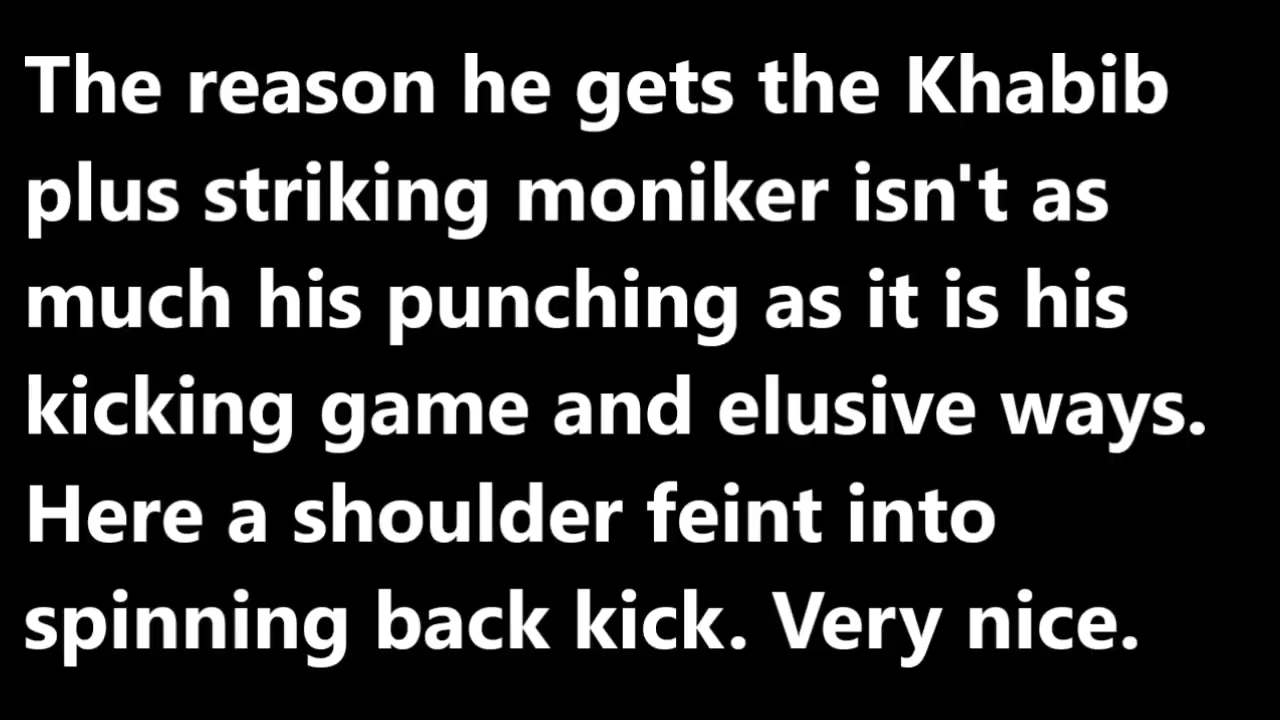 The reason he gets the Khabib
plus striking moniker isn't as
much his punching as it is his
kicking game and elusive ways.
Here a shoulder feint into
spinning back kick. Very nice.